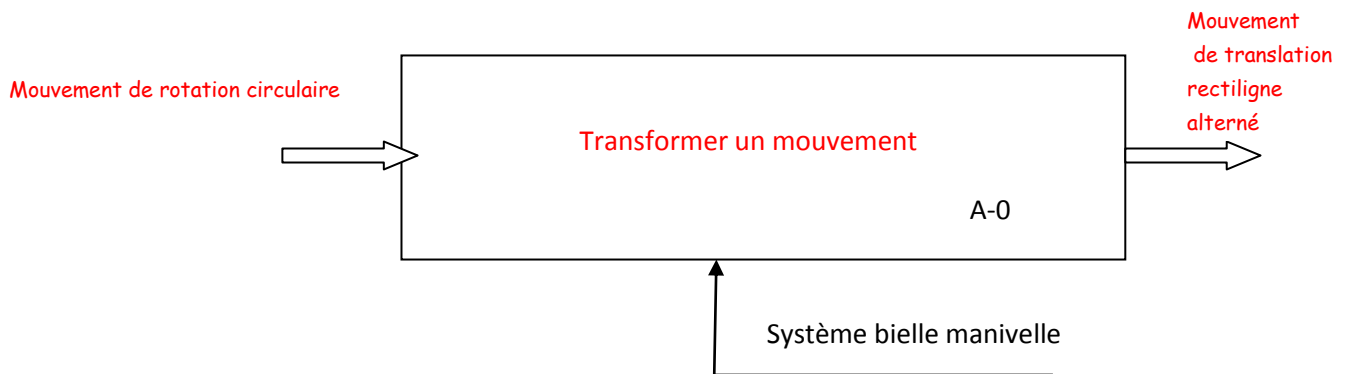 Mouvement
de translation
rectiligne
alterné
Mouvement de rotation circulaire
Transformer un mouvement
A-0
Système bielle manivelle